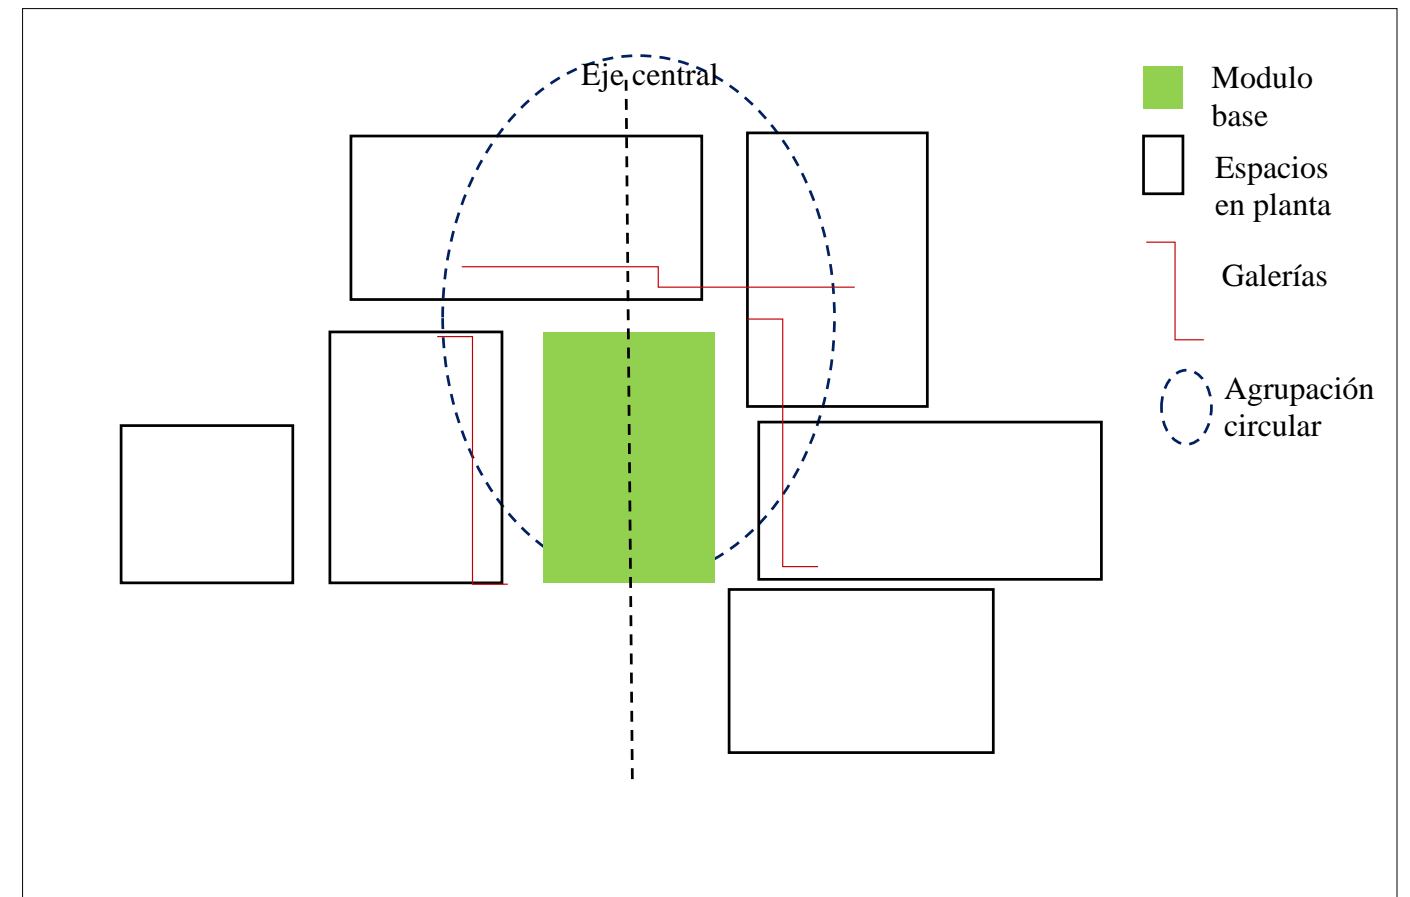 Eje central
Modulo
base
Espacios
en planta
Galerías
Agrupación
circular